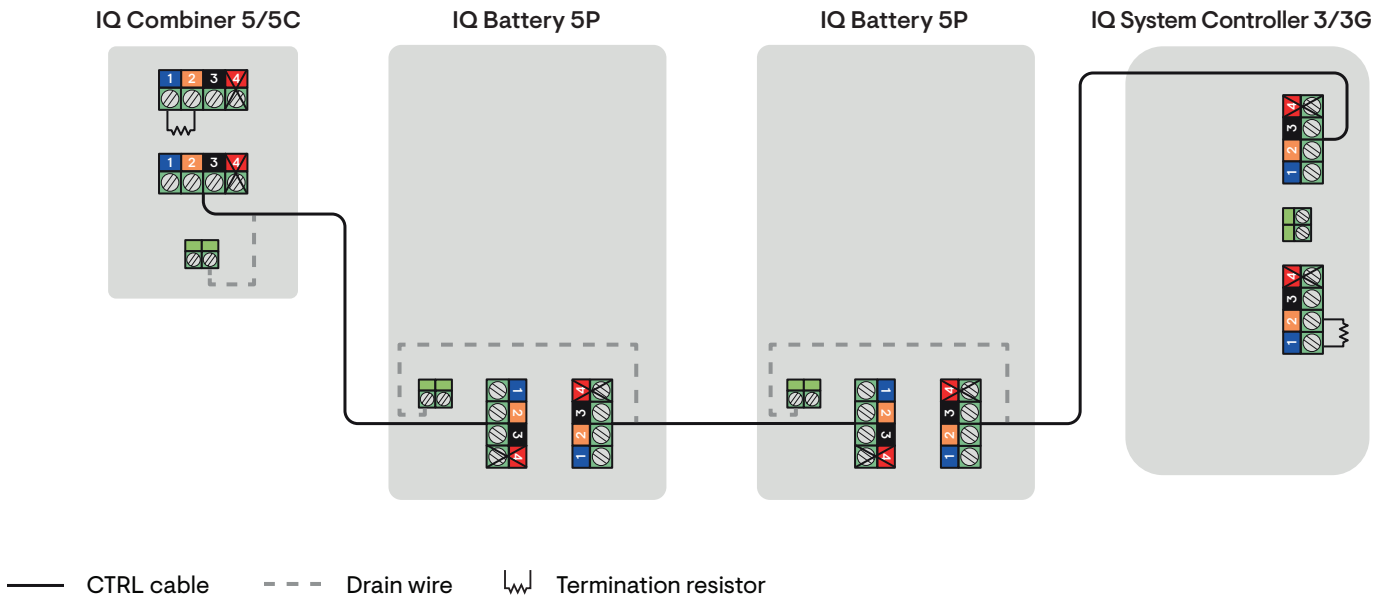 IQ Combiner 5/5C
IQ Battery 5P
IQ Battery 5P
IQ System Controller 3/3G
1 2 3 4
1 2 3 4
4
3
2
1
4
3
2
1
1
2
3
4
4
3
2
1
1
2
3
4
4
3
2
1
CTRL cable
Drain wire
Termination resistor